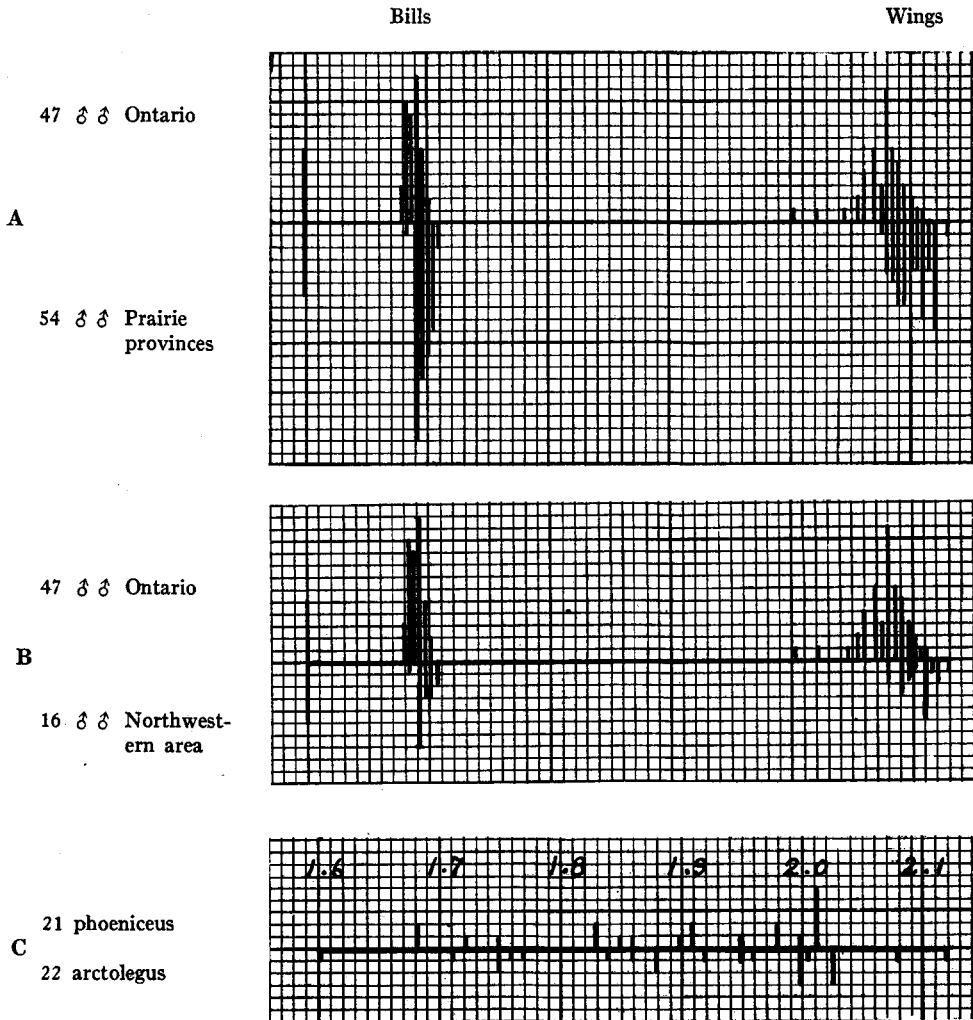 Bills Wings
47 ♂ ♂ Ontario
A
54 ♂ ♂ Prairie
provinces
47 ♂ ♂ Ontario
B
16 ♂ ♂ Northwest-
ern area
1.6 1.7 1.8 1.9 2.0 2.1
21 phoeniceus
C
22 arctolegus